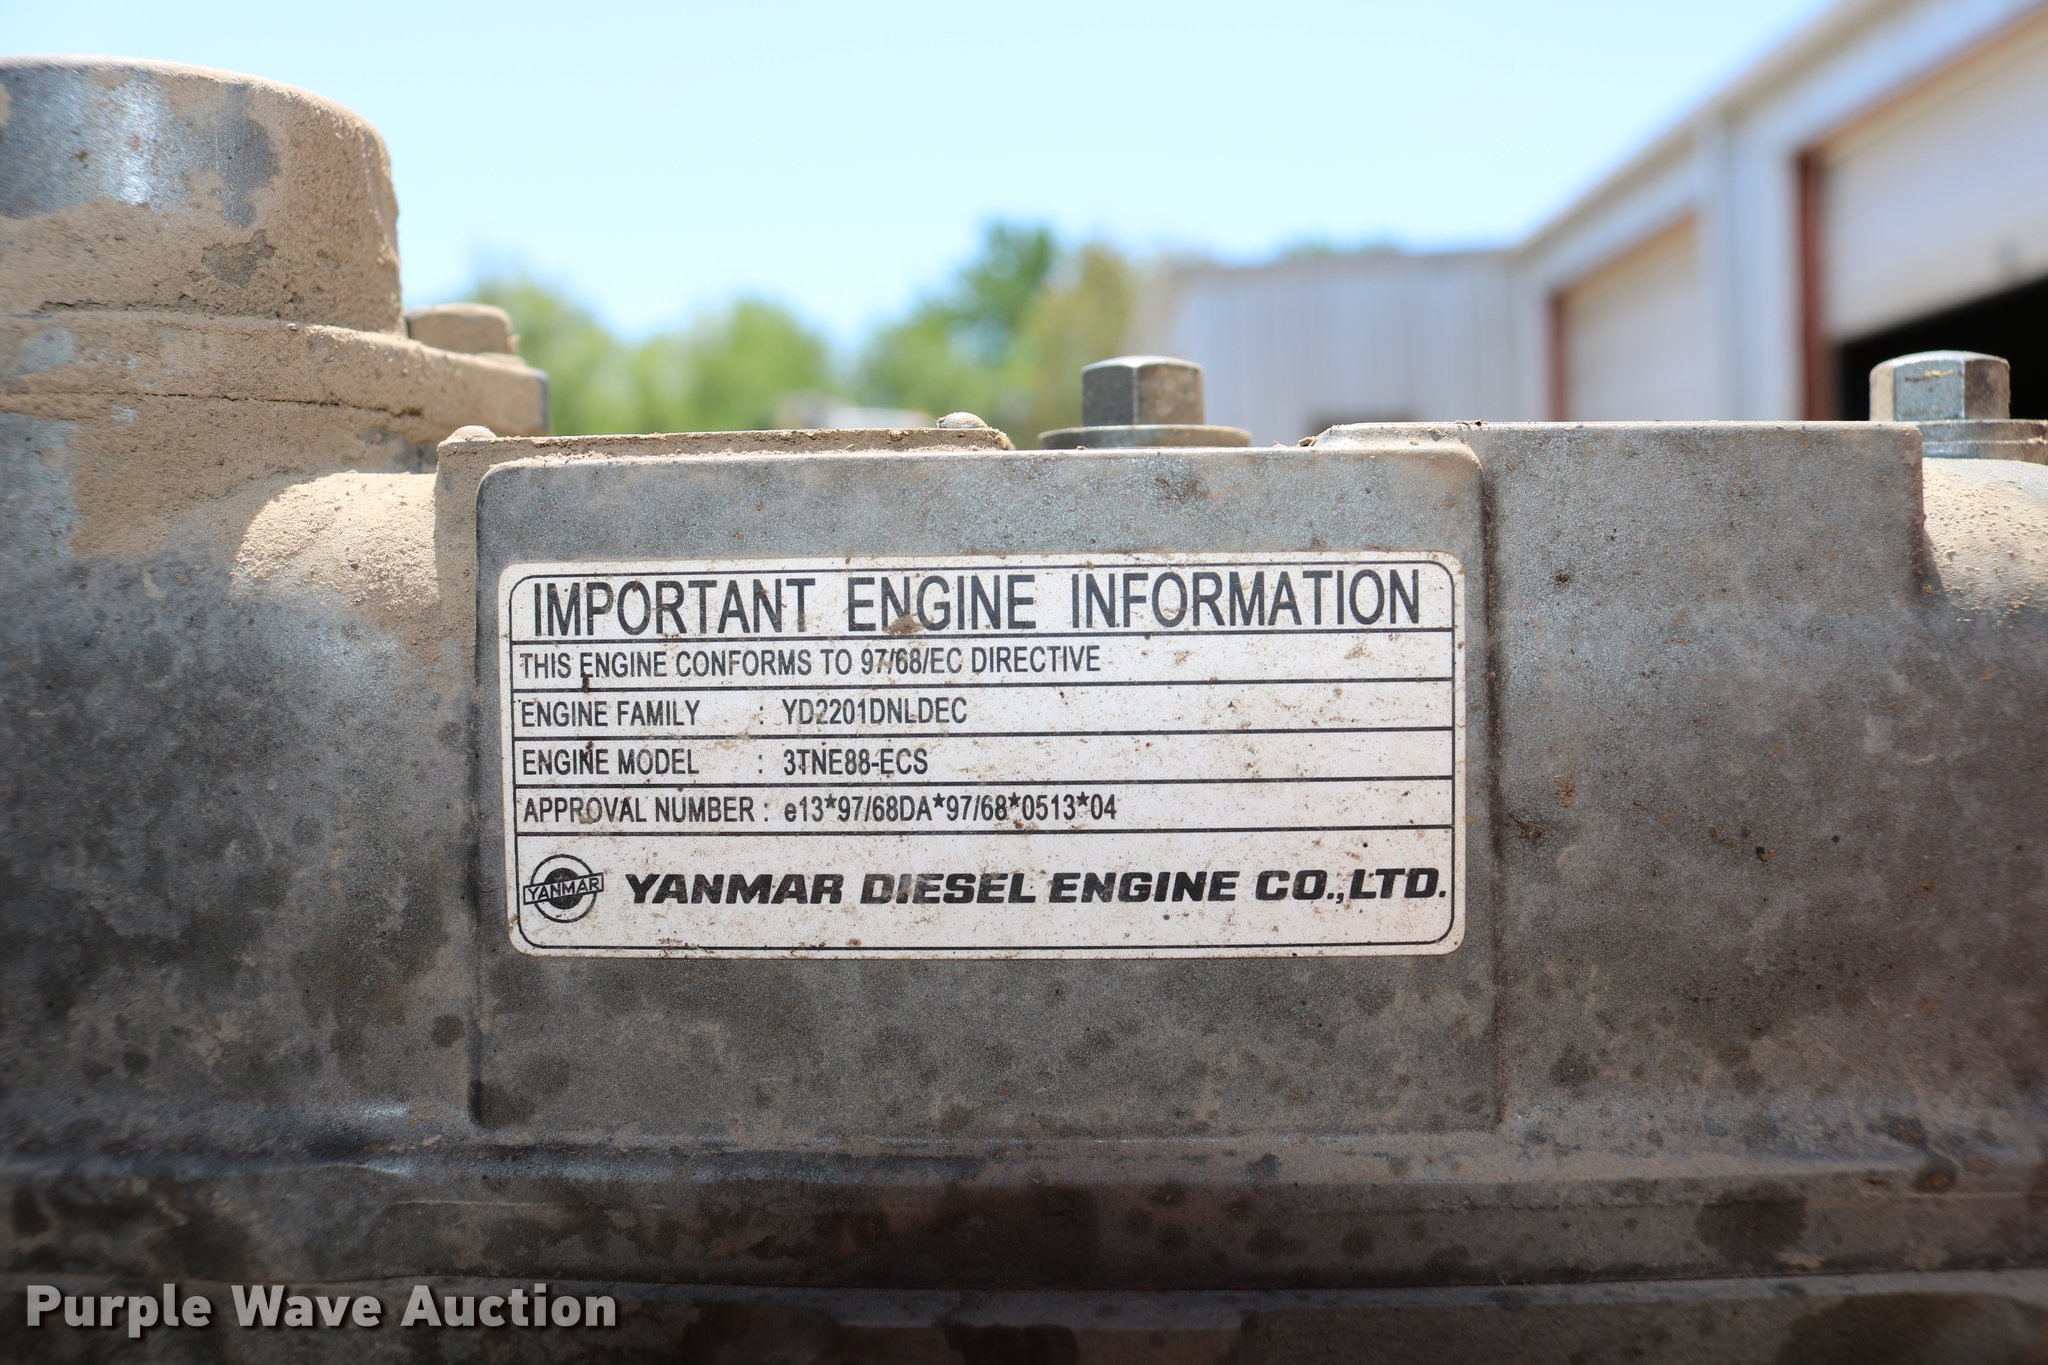 IMPORTANT ENGINE INFORMATION
THIS ENGINE CONFORMS TO 97/68/EC DIRECTIVE
ENGINE FAMILY : YD2201DNLDEC
ENGINE MODEL : 3TNE88-ECS
APPROVAL NUMBER : e13*97/68DA*97/68*0513*04
YANMAR YANMAR DIESEL ENGINE CO.,LTD.
Purple Wave Auction